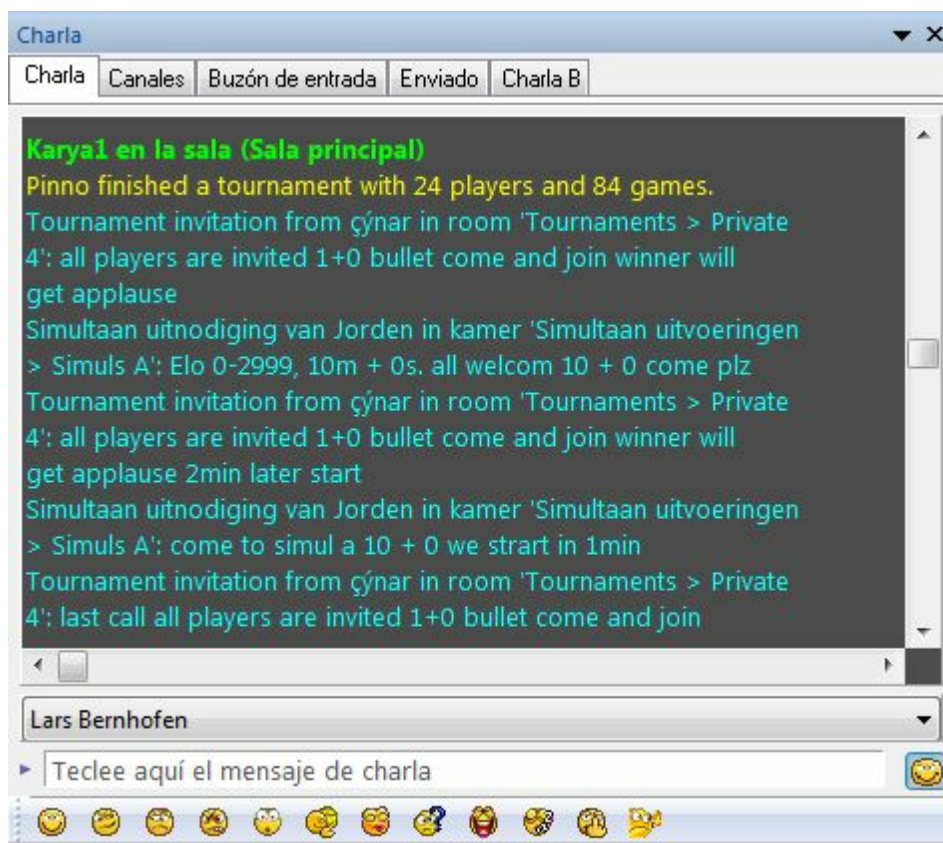 Charla
Charla Canales Buzón de entrada Enviado Charla B
Karya1 en la sala (Sala principal)
Pinno finished a tournament with 24 players and 84 games.
Tournament invitation from çýnar in room 'Tournaments > Private
4': all players are invited 1+0 bullet come and join winner will
get applause
Simultaan uitnodiging van Jorden in kamer 'Simultaan uitvoeringen
> Simuls A': Elo 0-2999, 10m + 0s. all welcom 10 + 0 come plz
Tournament invitation from çýnar in room 'Tournaments > Private
4': all players are invited 1+0 bullet come and join winner will
get applause 2min later start
Simultaan uitnodiging van Jorden in kamer 'Simultaan uitvoeringen
> Simuls A': come to simul a 10 + 0 we strart in 1min
Tournament invitation from çýnar in room 'Tournaments > Private
4': last call all players are invited 1+0 bullet come and join
Lars Bernhofen
Teclee aquí el mensaje de charla